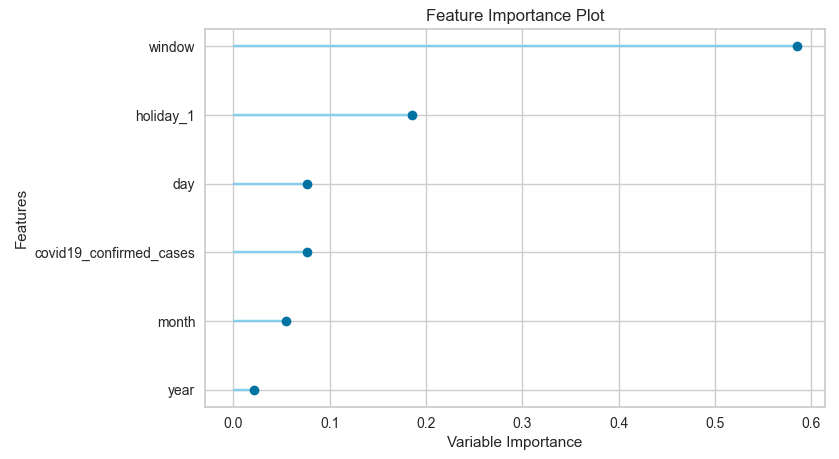 Feature Importance Plot
window
holiday_1
day
covid19_confirmed_cases
month
year
Features
0.0 0.1 0.2 0.3 0.4 0.5 0.6
Variable Importance